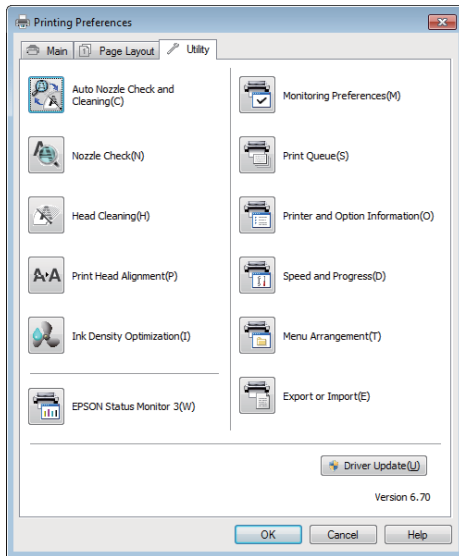 Printing Preferences
Main
Page Layout
Utility
Auto Nozzle Check and
Cleaning(C)
Nozzle Check(N)
Head Cleaning(H)
Print Head Alignment(P)
Ink Density Optimization(I)
EPSON Status Monitor 3(W)
Monitoring Preferences(M)
Print Queue(S)
Printer and Option Information(O)
Speed and Progress(D)
Menu Arrangement(T)
Export or Import(E)
Driver Update(U)
Version 6.70
OK
Cancel
Help